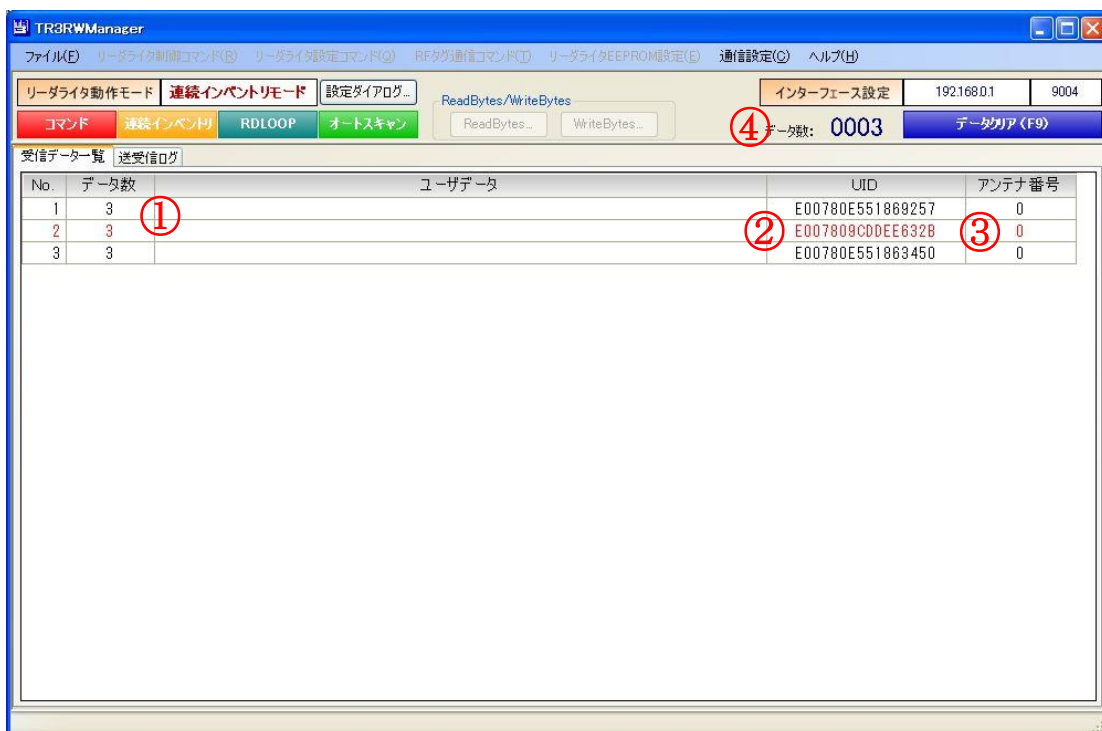 TR3RWManager
ファイル(F) リーダライタ制御コマンド(R) リーダライタ設定コマンド(Q) RFタグ通信コマンド(T) リーダライタEEPROM設定(E) 通信設定(C) ヘルプ(H)
リーダライタ動作モード 連続インベントリモード 設定ダイアログ... ReadBytes/WriteBytes インターフェース設定 192.168.0.1 9004
コマンド 連続インベントリ RDLOOP オートスキャン ReadBytes... WriteBytes... ④ データ数: 0003 データクリア(F9)
受信データ一覧 送受信ログ
No. データ数 ユーザデータ UID アンテナ番号
1 3 E00780E551869257 0
2 3 ① ② E007809CDDEE632B ③ 0
3 3 E00780E551863450 0